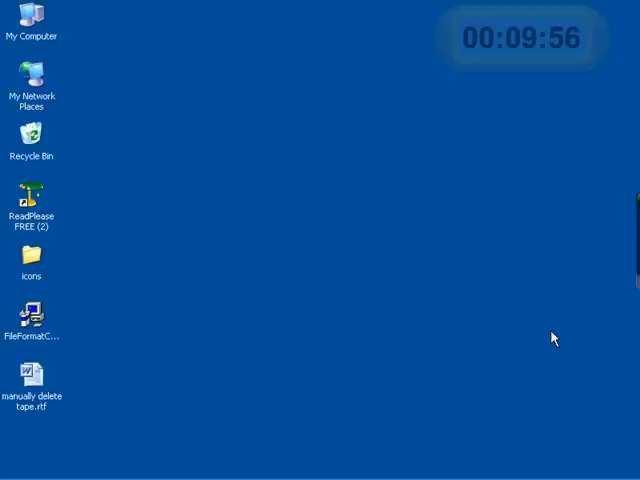 00:09:56
My Computer
My Network
Places
Recycle Bin
ReadPlease
FREE (2)
icons
FileFormatC...
manually delete
tape.rtf